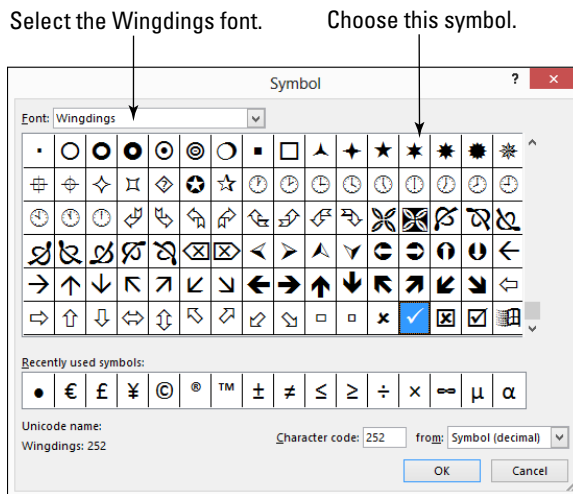 Select the Wingdings font. Choose this symbol.
Symbol ? ×
Font: Wingdings
Recently used symbols:
● € £ ¥ © ® ™ ± ≠ ≤ ≥ ÷ × ∞ µ α
Unicode name:
Wingdings: 252
Character code: 252 from: Symbol (decimal)
OK Cancel